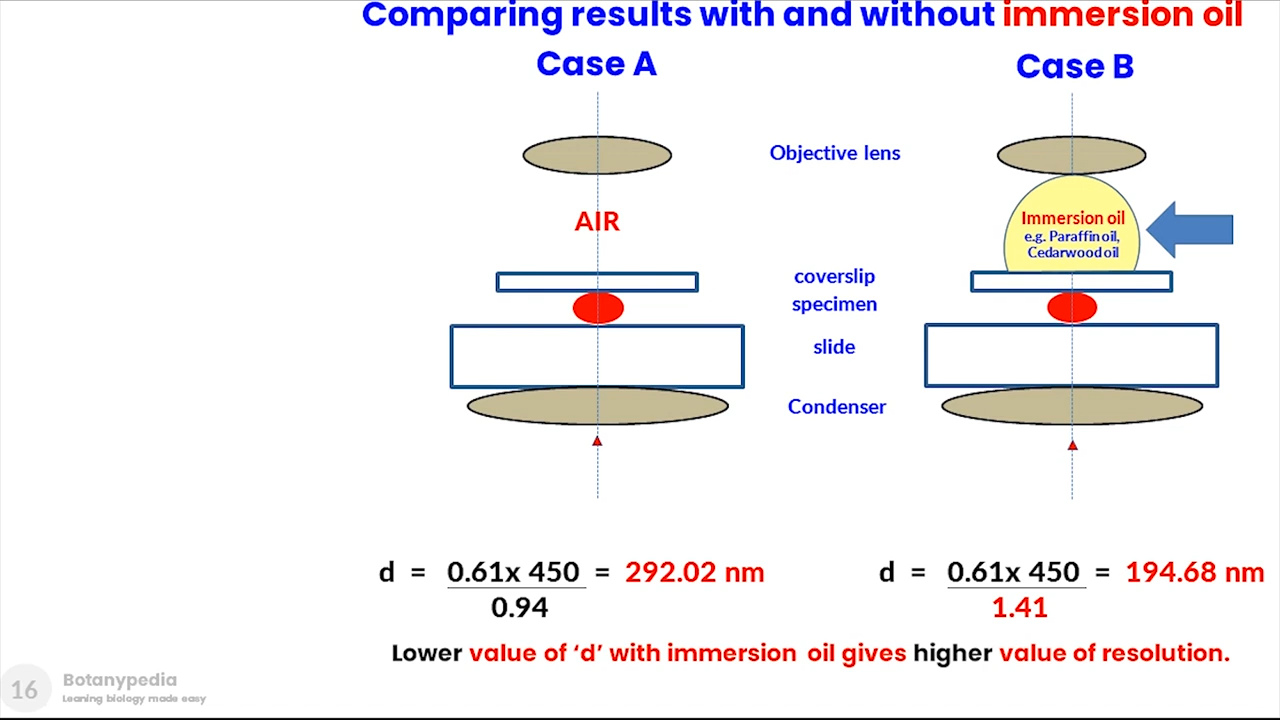 Comparing results with and without immersion oil
Case A
Case B
Objective lens
AIR
Immersion oil
e.g. Paraffin oil,
Cedarwood oil
coverslip
specimen
slide
Condenser
d = 0.61x 450 = 292.02 nm
0.94
d = 0.61x 450 = 194.68 nm
1.41
Lower value of ‘d’ with immersion oil gives higher value of resolution.
16
Botanypedia
Leaning biology made easy